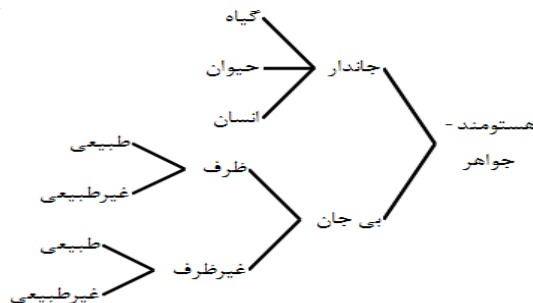 هستومند -
جواهر
جاندار
گیاه
حیوان
انسان
بی جان
ظرف
طبیعی
غیرطبیعی
غیرظرف
طبیعی
غیرطبیعی